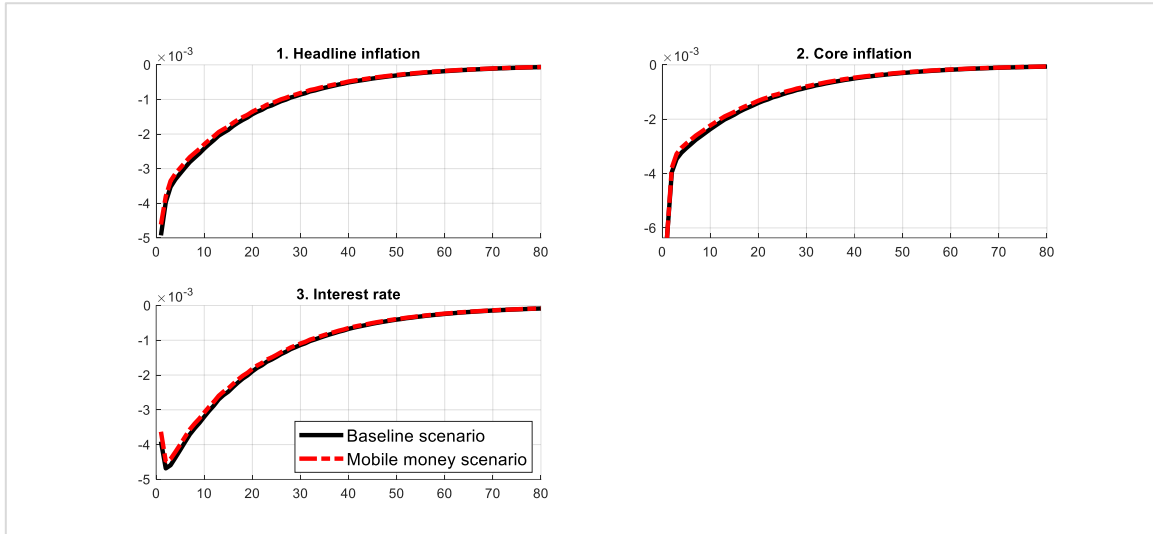 1. Headline inflation
×10⁻³
0
-1
-2
-3
-4
-5
0 10 20 30 40 50 60 70 80
2. Core inflation
×10⁻³
0
-2
-4
-6
0 10 20 30 40 50 60 70 80
3. Interest rate
×10⁻³
0
-1
-2
-3
-4
-5
0 10 20 30 40 50 60 70 80
Baseline scenario
Mobile money scenario